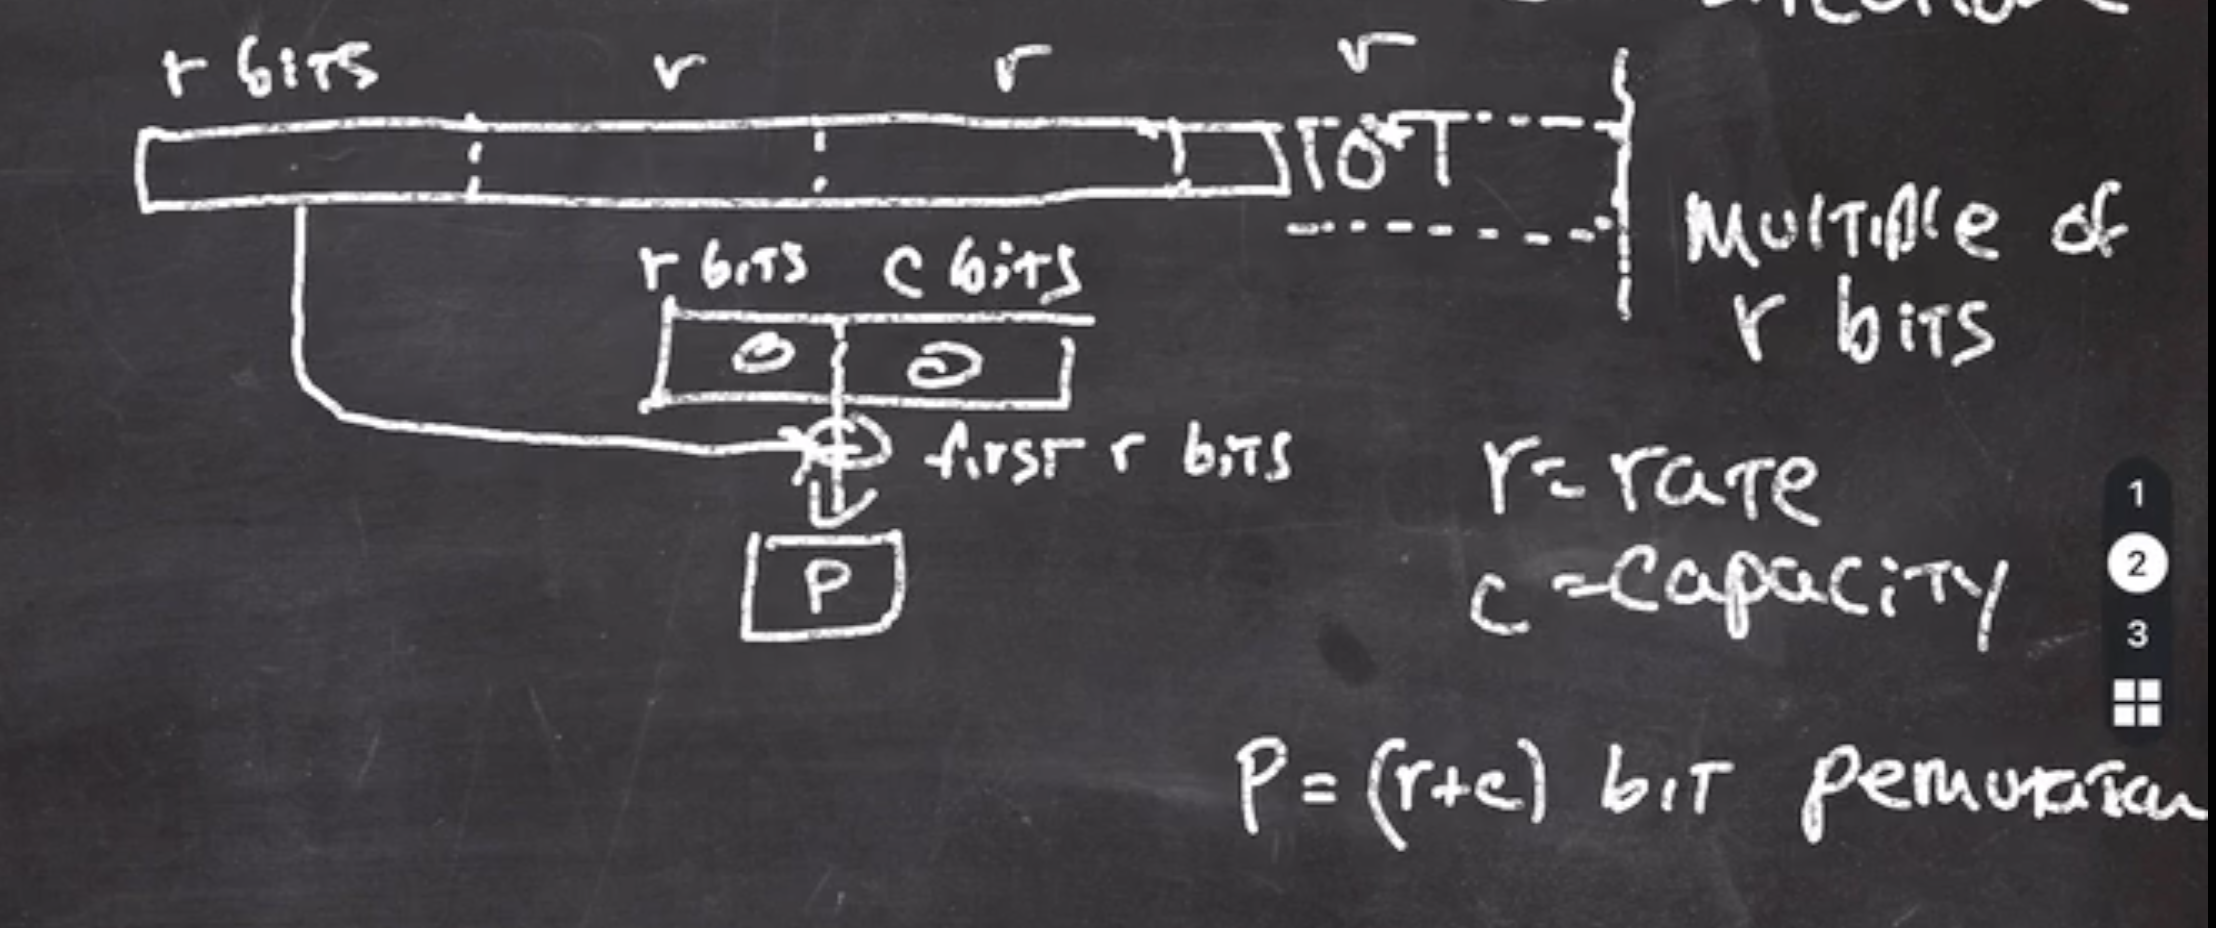 r bits r r r
10*1
Multiple of
r bits
r bits c bits
0 0
first r bits
P
r = rate
c = capacity
1
2
3
P = (r+c) bit permutation